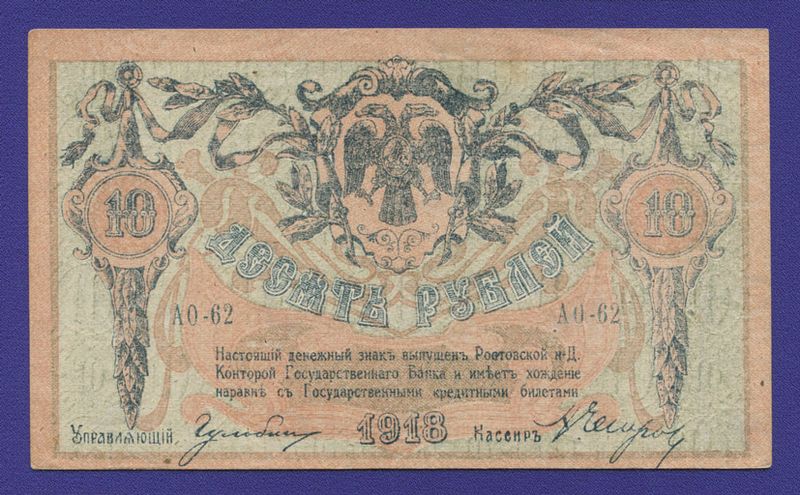 10 10
ДЕСЯТЬ РУБЛЕЙ
АО-62 АО-62
Настоящій денежный знакъ выпущенъ Ростовской н-Д.
Конторой Государственнаго Банка и имѣетъ хожденіе
наравнѣ съ Государственными кредитными билетами
Управляющій. 1918 Кассиръ